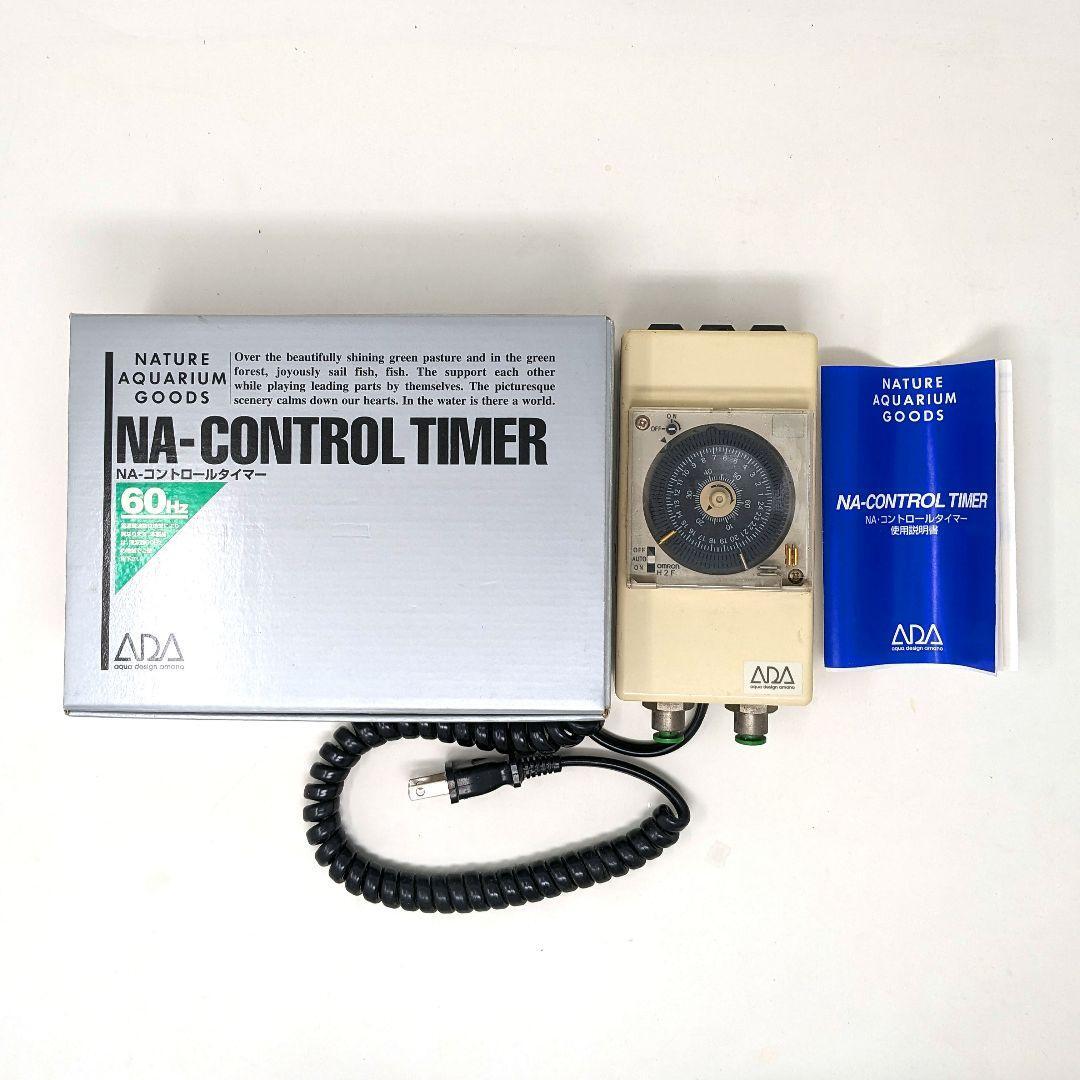 NATURE
AQUARIUM
GOODS
Over the beautifully shining green pasture and in the green
forest, joyously sail fish, fish. The support each other
while playing leading parts by themselves. The picturesque
scenery calms down our hearts. In the water is there a world.
NA-CONTROL TIMER
NA-コントロールタイマー
60Hz
ADA
aqua design amano
ON
OFF
OFF
AUTO
ON
OMRON
H2F
ADA
aqua design amano
NATURE
AQUARIUM
GOODS
NA-CONTROL TIMER
NA・コントロールタイマー
使用説明書
ADA
aqua design amano